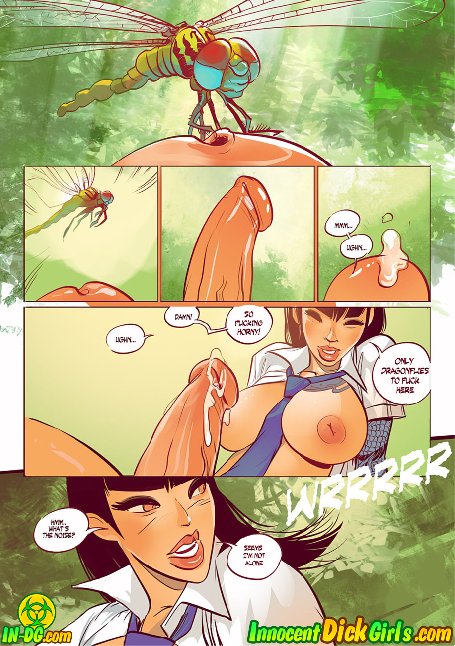 MMM...
UGHN...
UGHN...
DAMN!
SO
FUCKING
HORNY!
ONLY
DRAGONFLIES
TO FUCK
HERE
WRRRRRR
HMM...
WHAT'S
THE NOISE?
SEEMS
I'M NOT
ALONE
IN-DG.com
InnocentDickGirls.com